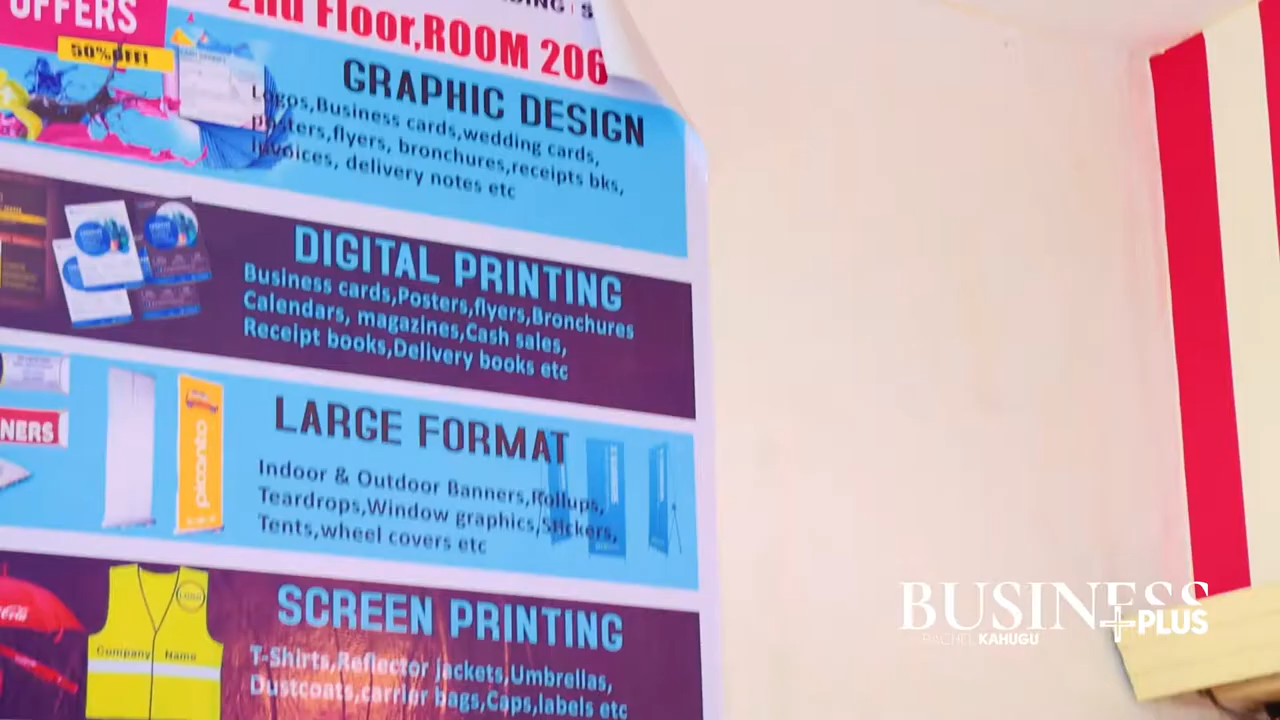 OFFERS
50% OFF!
2nd Floor,ROOM 206
GRAPHIC DESIGN
Logos,Business cards,wedding cards,
posters,flyers, bronchures,receipts bks,
invoices, delivery notes etc
DIGITAL PRINTING
Business cards,Posters,flyers,Bronchures
Calendars, magazines,Cash sales,
Receipt books,Delivery books etc
NERS
picanto
LARGE FORMAT
Indoor & Outdoor Banners,Rollups,
Teardrops,Window graphics,Stickers,
Tents,wheel covers etc
SCREEN PRINTING
T-Shirts,Reflector jackets,Umbrellas,
Dustcoats,carrier bags,Caps,labels etc
Company Name
BUSINESS
PLUS
RACHEL KAHUGU